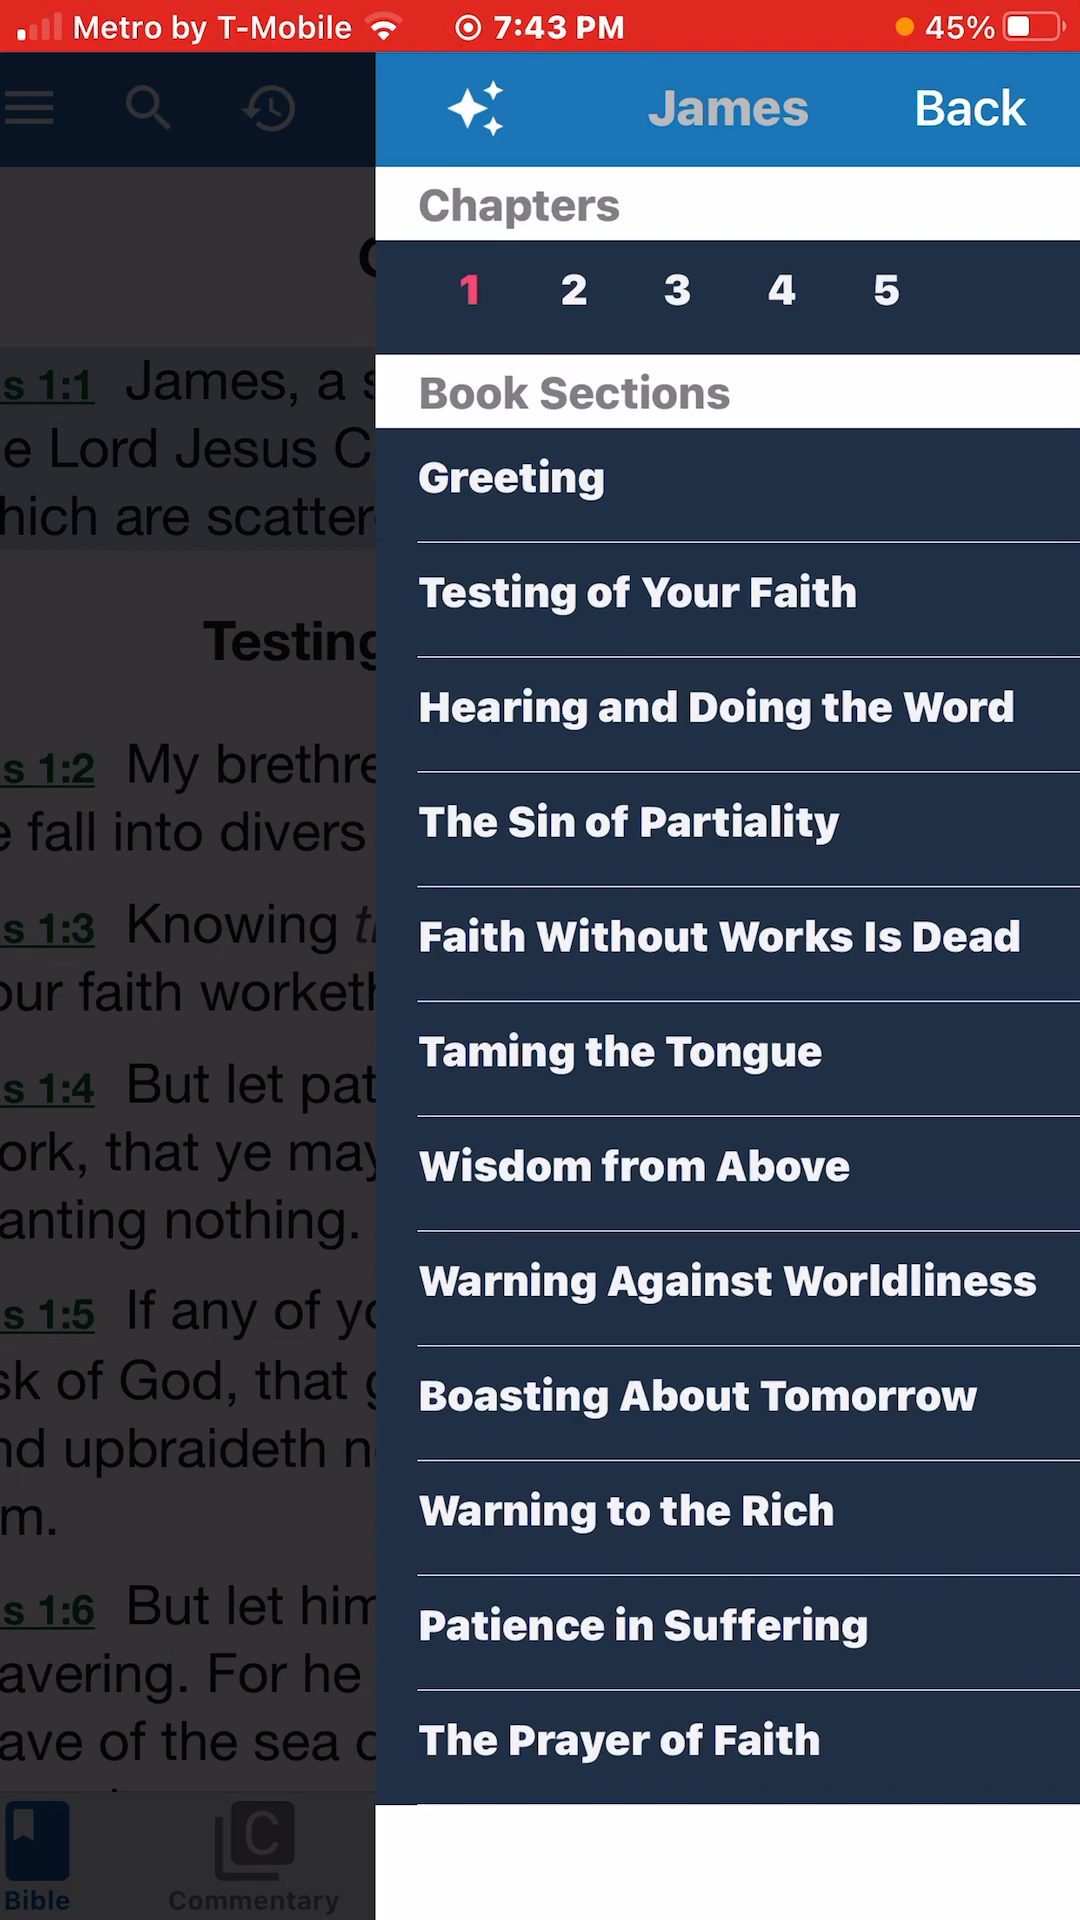 Metro by T-Mobile 7:43 PM 45%
James Back
Chapters
1 2 3 4 5
Book Sections
Greeting
Testing of Your Faith
Hearing and Doing the Word
The Sin of Partiality
Faith Without Works Is Dead
Taming the Tongue
Wisdom from Above
Warning Against Worldliness
Boasting About Tomorrow
Warning to the Rich
Patience in Suffering
The Prayer of Faith
s 1:1 James, a s
e Lord Jesus C
hich are scatter
Testing
s 1:2 My brethre
e fall into divers
s 1:3 Knowing
our faith worketh
s 1:4 But let pat
ork, that ye may
anting nothing.
s 1:5 If any of yo
sk of God, that g
nd upbraideth n
m.
s 1:6 But let him
avering. For he
ave of the sea
Bible
C
Commentary